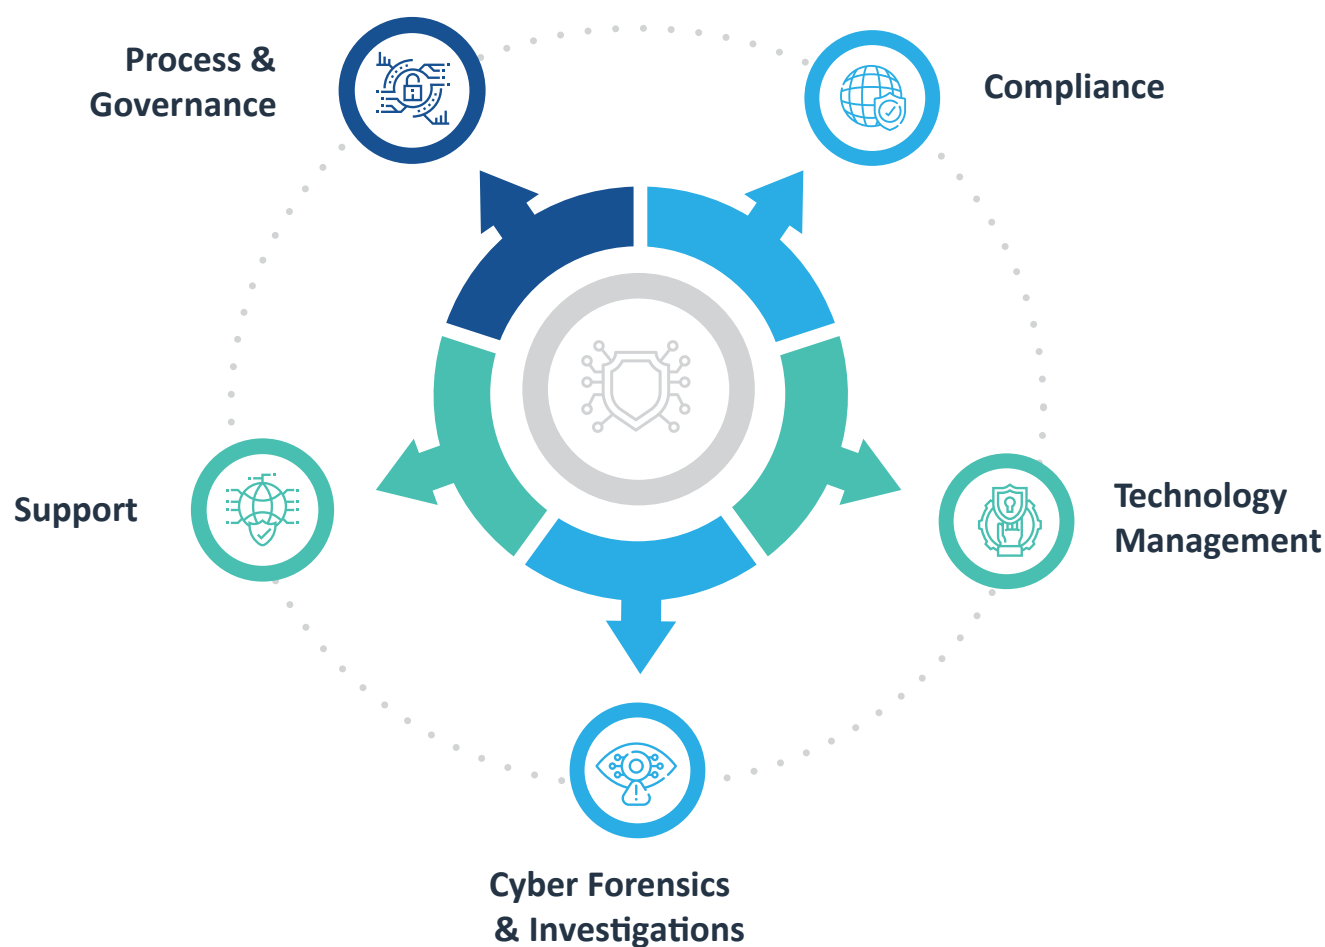 Process &
Governance
Compliance
Support
Technology
Management
Cyber Forensics
& Investigations